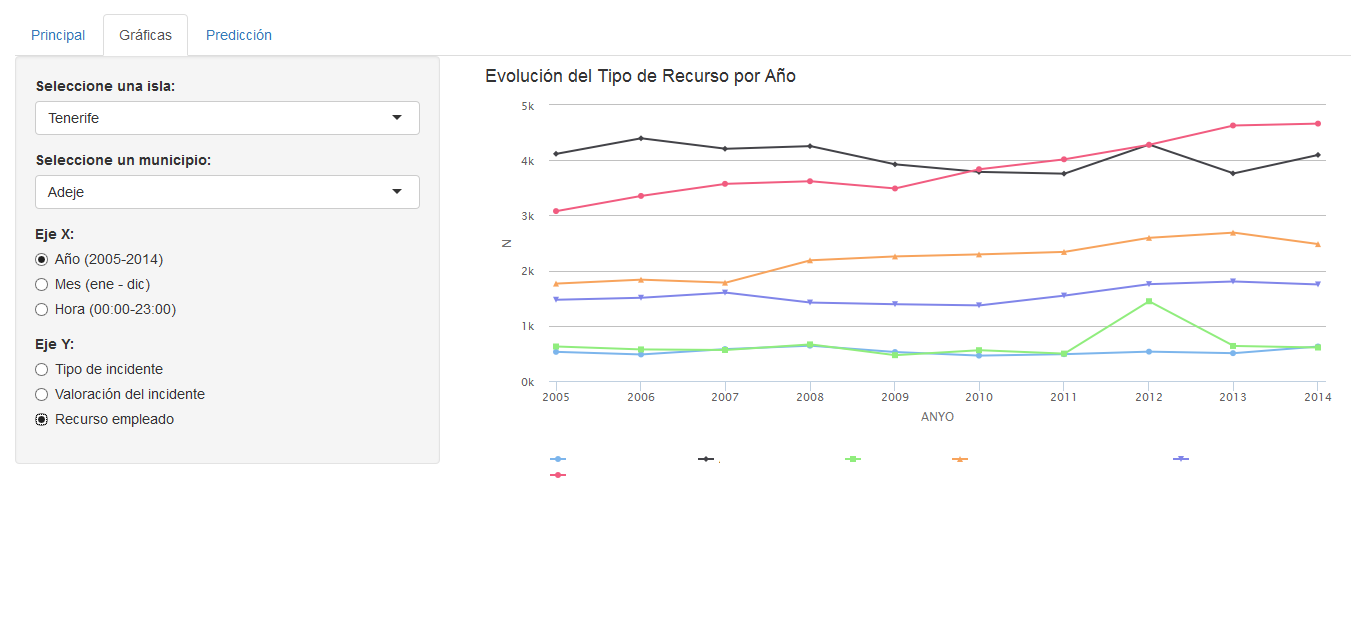 Principal Gráficas Predicción
Seleccione una isla:
Tenerife
Seleccione un municipio:
Adeje
Eje X:
Año (2005-2014)
Mes (ene - dic)
Hora (00:00-23:00)
Eje Y:
Tipo de incidente
Valoración del incidente
Recurso empleado
Evolución del Tipo de Recurso por Año
5k
4k
3k
2k
1k
0k
N
2005 2006 2007 2008 2009 2010 2011 2012 2013 2014
ANYO